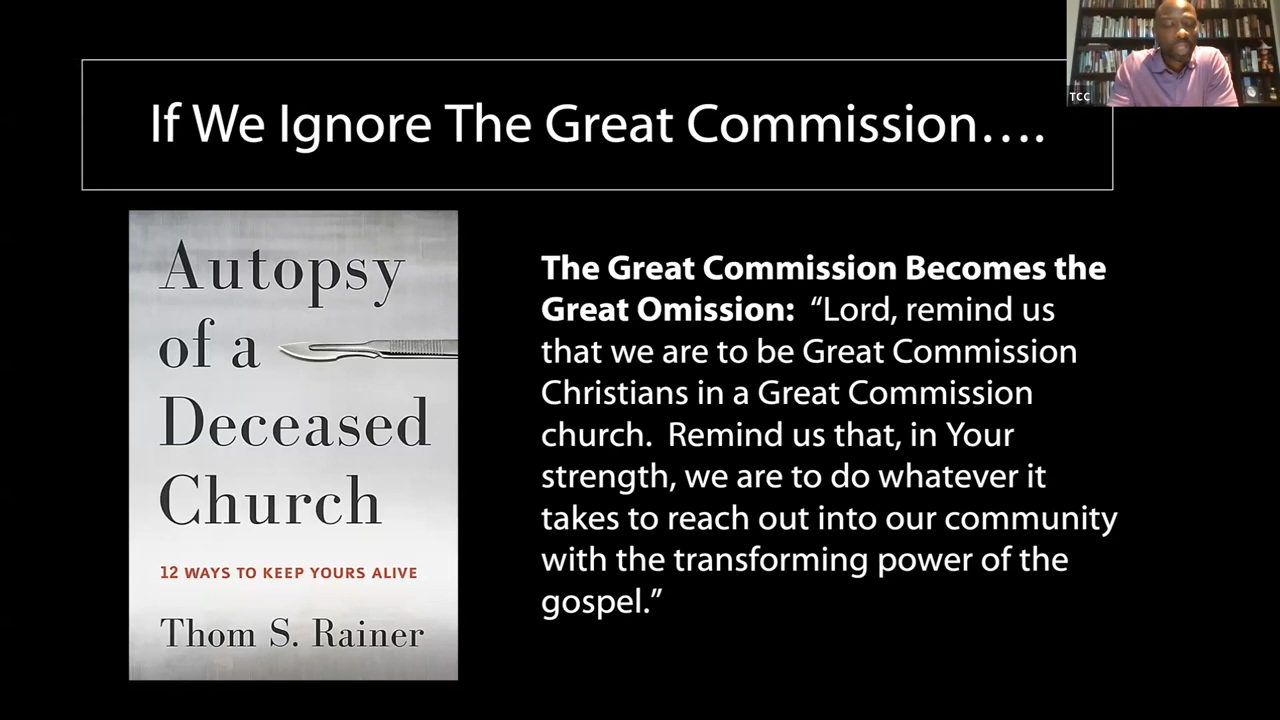 If We Ignore The Great Commission….
TCC
Autopsy
of a
Deceased
Church
12 WAYS TO KEEP YOURS ALIVE
Thom S. Rainer
The Great Commission Becomes the
Great Omission:  “Lord, remind us
that we are to be Great Commission
Christians in a Great Commission
church.  Remind us that, in Your
strength, we are to do whatever it
takes to reach out into our community
with the transforming power of the
gospel.”